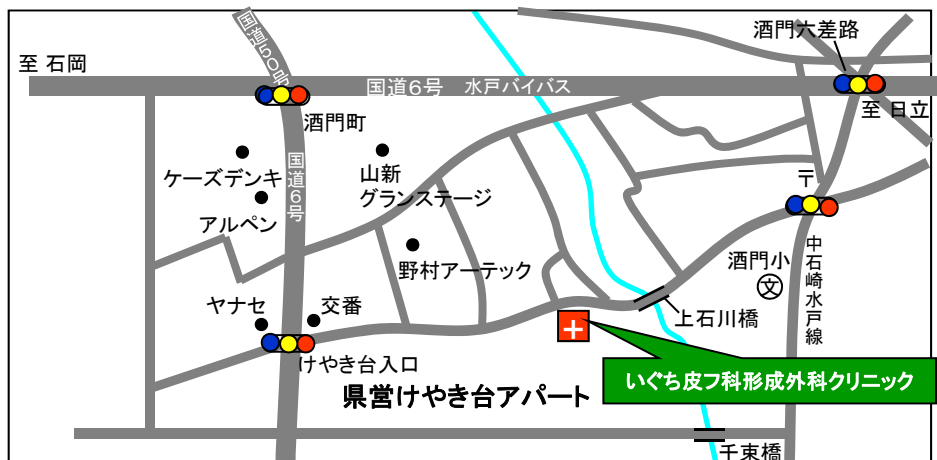 国道50号
酒門六差路
至 石岡
国道6号 水戸バイバス
至 日立
酒門町
国道6号
ケーズデンキ
山新
グランステージ
〒
アルペン
野村アーテック
酒門小
文
中石崎水戸線
ヤナセ
交番
上石川橋
けやき台入口
いぐち皮フ科形成外科クリニック
県営けやき台アパート
千束橋